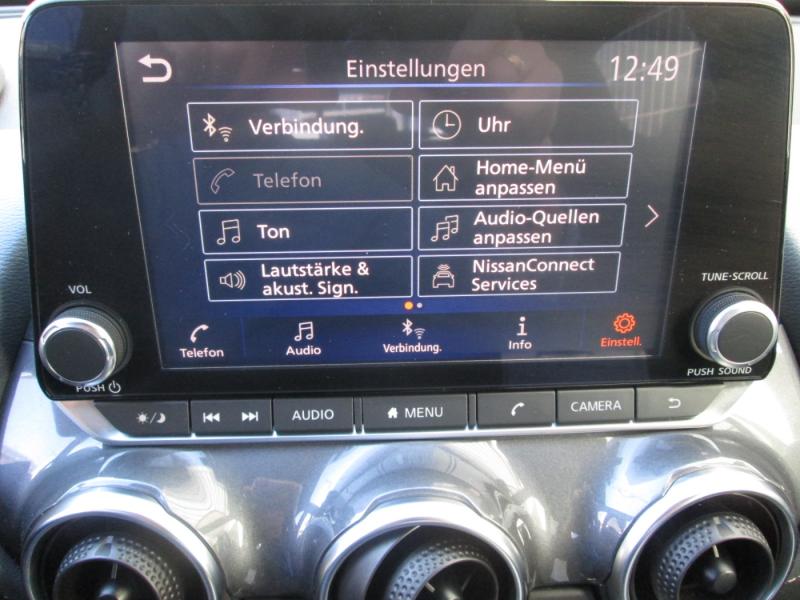 Einstellungen 12:49
Verbindung. Uhr
Telefon
Home-Menü
anpassen
Ton
Audio-Quellen
anpassen
Lautstärke &
akust. Sign.
NissanConnect
Services
Telefon Audio Verbindung. Info Einstell.
VOL
PUSH
TUNE·SCROLL
PUSH SOUND
AUDIO MENU CAMERA